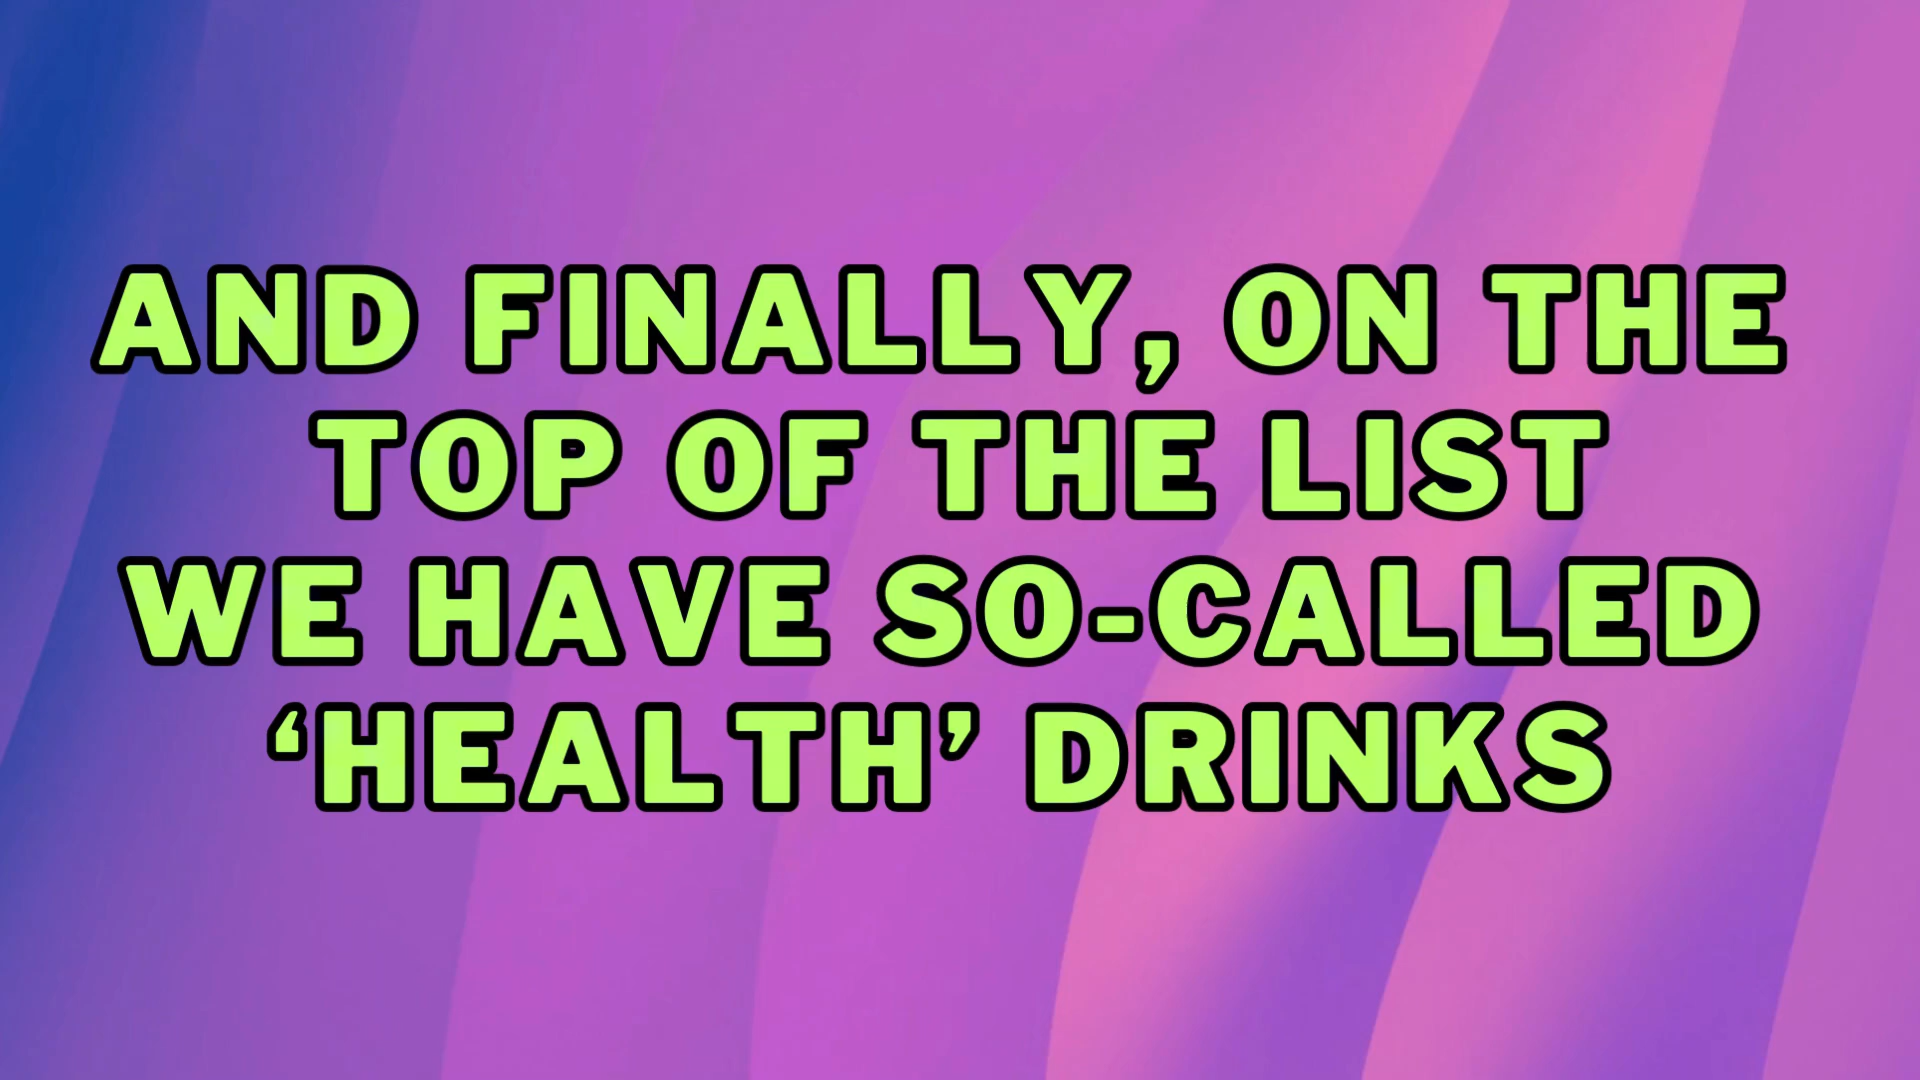 AND FINALLY, ON THE
TOP OF THE LIST
WE HAVE SO-CALLED
‘HEALTH’ DRINKS